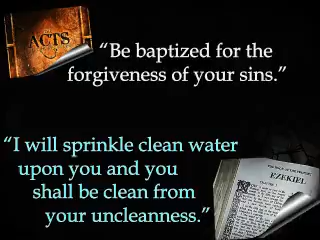 ACTS
“Be baptized for the
forgiveness of your sins.”
“I will sprinkle clean water
upon you and you
shall be clean from
your uncleanness.”
EZEKIEL